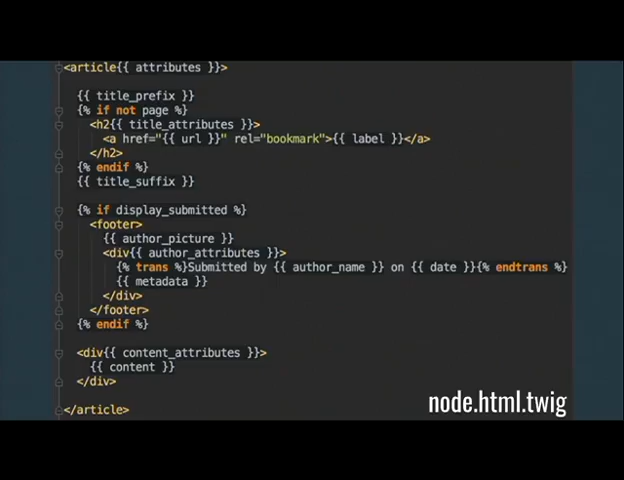 <article{{ attributes }}>
{{ title_prefix }}
{% if not page %}
<h2{{ title_attributes }}>
<a href="{{ url }}" rel="bookmark">{{ label }}</a>
</h2>
{% endif %}
{{ title_suffix }}
{% if display_submitted %}
<footer>
{{ author_picture }}
<div{{ author_attributes }}>
{% trans %}Submitted by {{ author_name }} on {{ date }}{% endtrans %}
{{ metadata }}
</div>
</footer>
{% endif %}
<div{{ content_attributes }}>
{{ content }}
</div>
</article>
node.html.twig